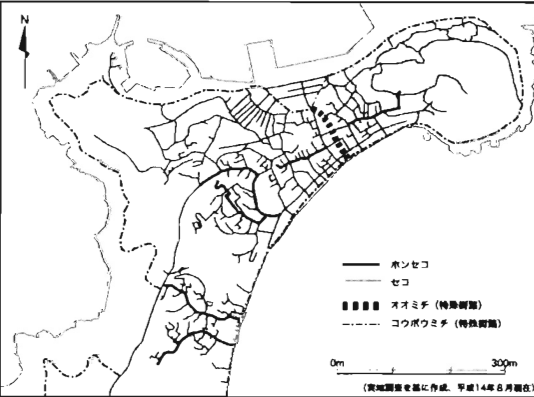 N
ホンセコ
セコ
オオミチ（特殊街路）
コウボウミチ（特殊街路）
0m 300m
（実地調査を基に作成、平成14年8月現在）